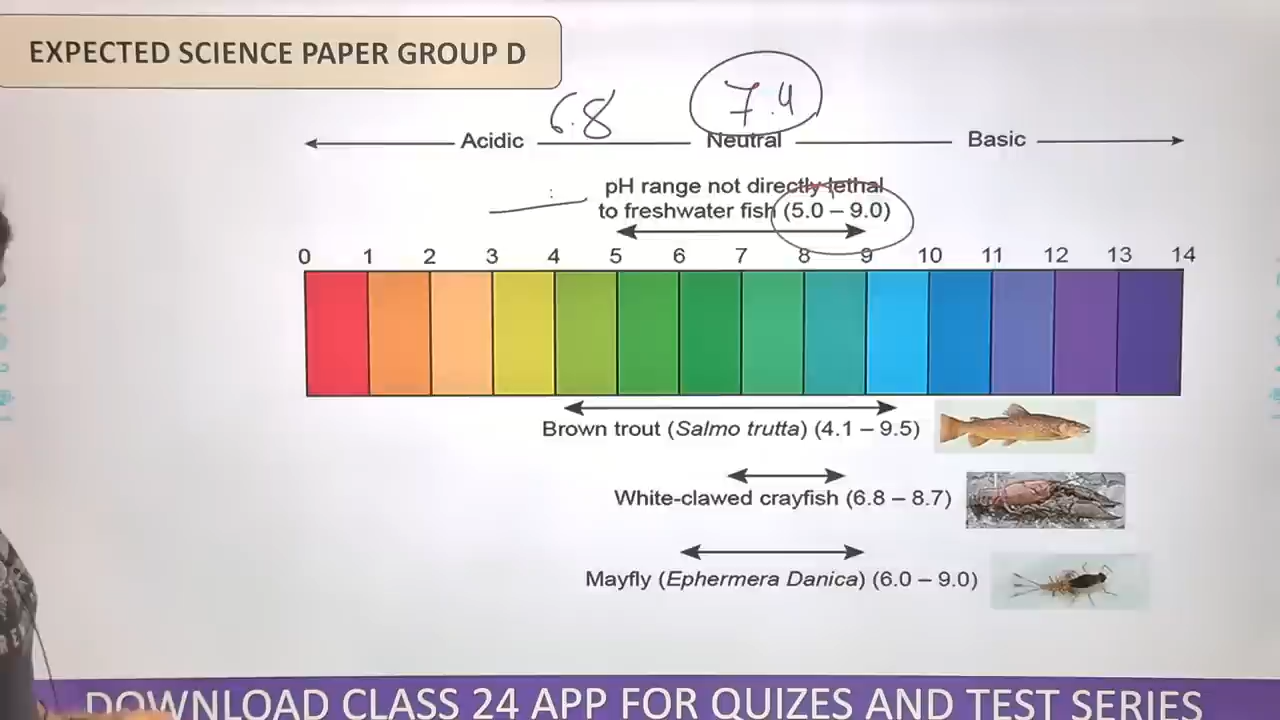 EXPECTED SCIENCE PAPER GROUP D
6.8 7.4
Acidic Neutral Basic
pH range not directly lethal
to freshwater fish (5.0 – 9.0)
0 1 2 3 4 5 6 7 8 9 10 11 12 13 14
Brown trout (Salmo trutta) (4.1 – 9.5)
White-clawed crayfish (6.8 – 8.7)
Mayfly (Ephermera Danica) (6.0 – 9.0)
DOWNLOAD CLASS 24 APP FOR QUIZES AND TEST SERIES